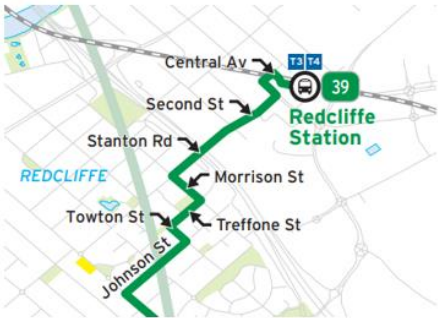 Central Av
T3 T4
39
Second St
Redcliffe
Station
Stanton Rd
REDCLIFFE
Morrison St
Towton St
Treffone St
Johnson St